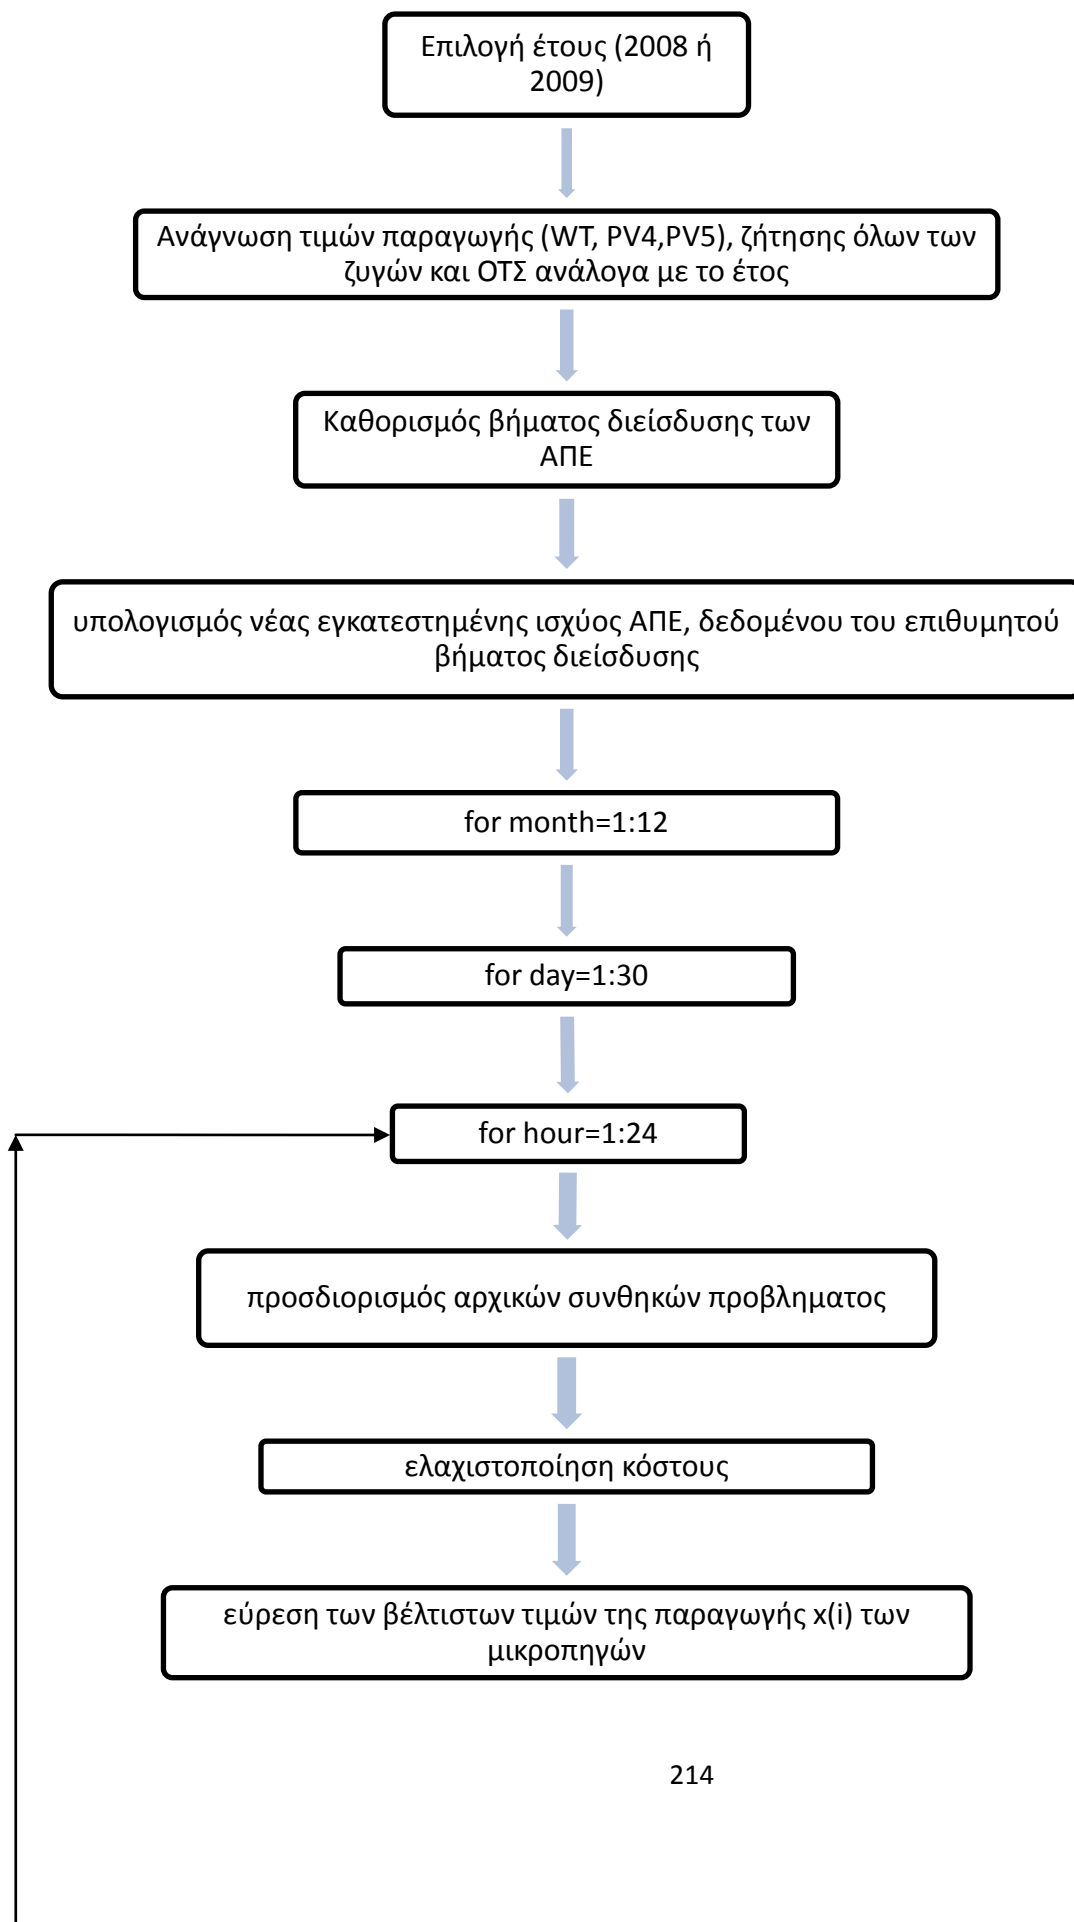 Επιλογή έτους (2008 ή
2009)
Ανάγνωση τιμών παραγωγής (WT, PV4,PV5), ζήτησης όλων των
ζυγών και ΟΤΣ ανάλογα με το έτος
Καθορισμός βήματος διείσδυσης των
ΑΠΕ
υπολογισμός νέας εγκατεστημένης ισχύος ΑΠΕ, δεδομένου του επιθυμητού
βήματος διείσδυσης
for month=1:12
for day=1:30
for hour=1:24
προσδιορισμός αρχικών συνθηκών προβληματος
ελαχιστοποίηση κόστους
εύρεση των βέλτιστων τιμών της παραγωγής x(i) των
μικροπηγών
214